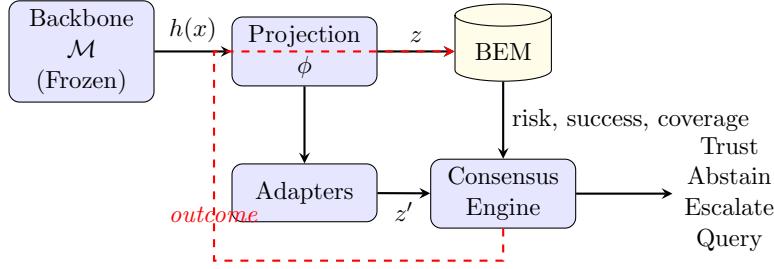 Backbone
ℳ
(Frozen)
h(x)
Projection
ϕ
z
BEM
risk, success, coverage
Adapters
z′
Consensus
Engine
Trust
Abstain
Escalate
Query
outcome